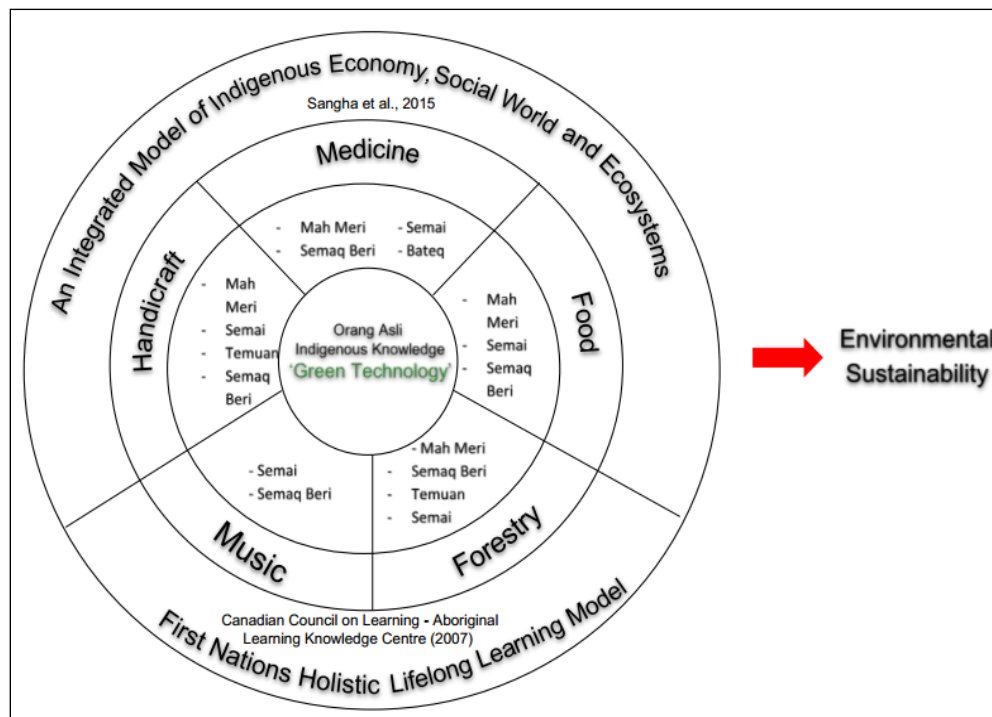 An Integrated Model of Indigenous Economy, Social World and Ecosystems
Sangha et al., 2015
Medicine
- Mah Meri - Semai
- Semaq Beri - Bateq
Handicraft
- Mah
Meri
- Semai
- Temuan
- Semaq
Beri
Orang Asli
Indigenous Knowledge
'Green Technology'
Food
- Mah
Meri
- Semai
- Semaq
Beri
Environmental
Sustainability
- Semai
- Semaq Beri
Music
- Mah Meri
- Semaq Beri
- Temuan
- Semai
Forestry
Canadian Council on Learning - Aboriginal
Learning Knowledge Centre (2007)
First Nations Holistic Lifelong Learning Model